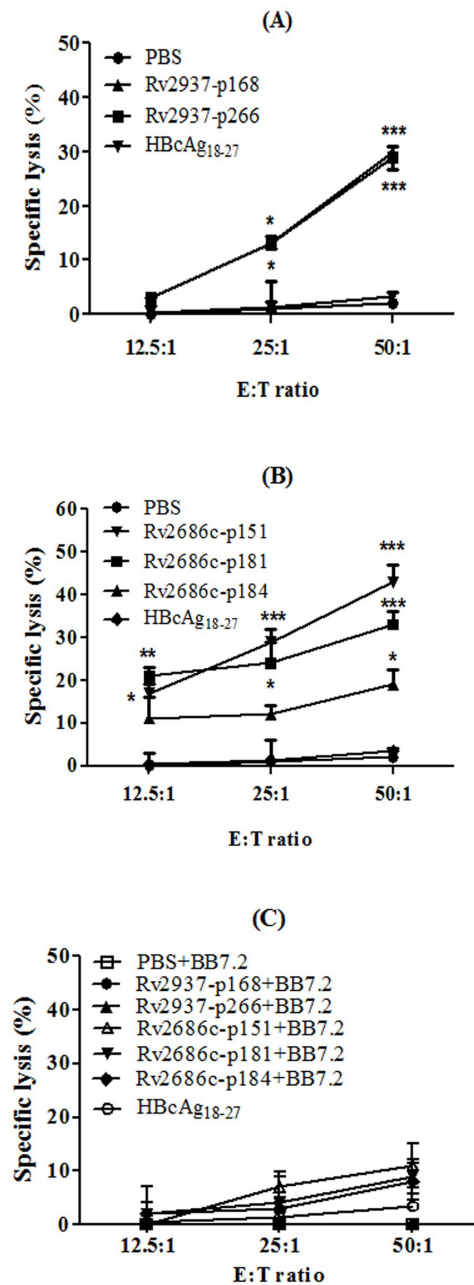 (A)
50
40
30
20
10
0
Specific lysis (%)
PBS
Rv2937-p168
Rv2937-p266
HBcAg18-27
*
*
***
***
12.5:1 25:1 50:1
E:T ratio
(B)
60
50
40
30
20
10
0
Specific lysis (%)
PBS
Rv2686c-p151
Rv2686c-p181
Rv2686c-p184
HBcAg18-27
**
*
***
*
***
***
*
12.5:1 25:1 50:1
E:T ratio
(C)
50
40
30
20
10
0
Specific lysis (%)
PBS+BB7.2
Rv2937-p168+BB7.2
Rv2937-p266+BB7.2
Rv2686c-p151+BB7.2
Rv2686c-p181+BB7.2
Rv2686c-p184+BB7.2
HBcAg18-27
12.5:1 25:1 50:1
E:T ratio